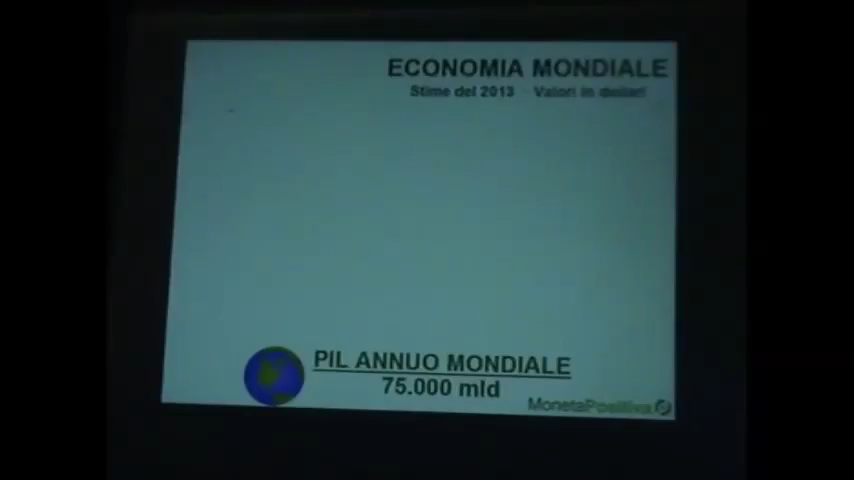 ECONOMIA MONDIALE
Stime del 2013 - Valori in dollari
PIL ANNUO MONDIALE
75.000 mld
MonetaPositiva